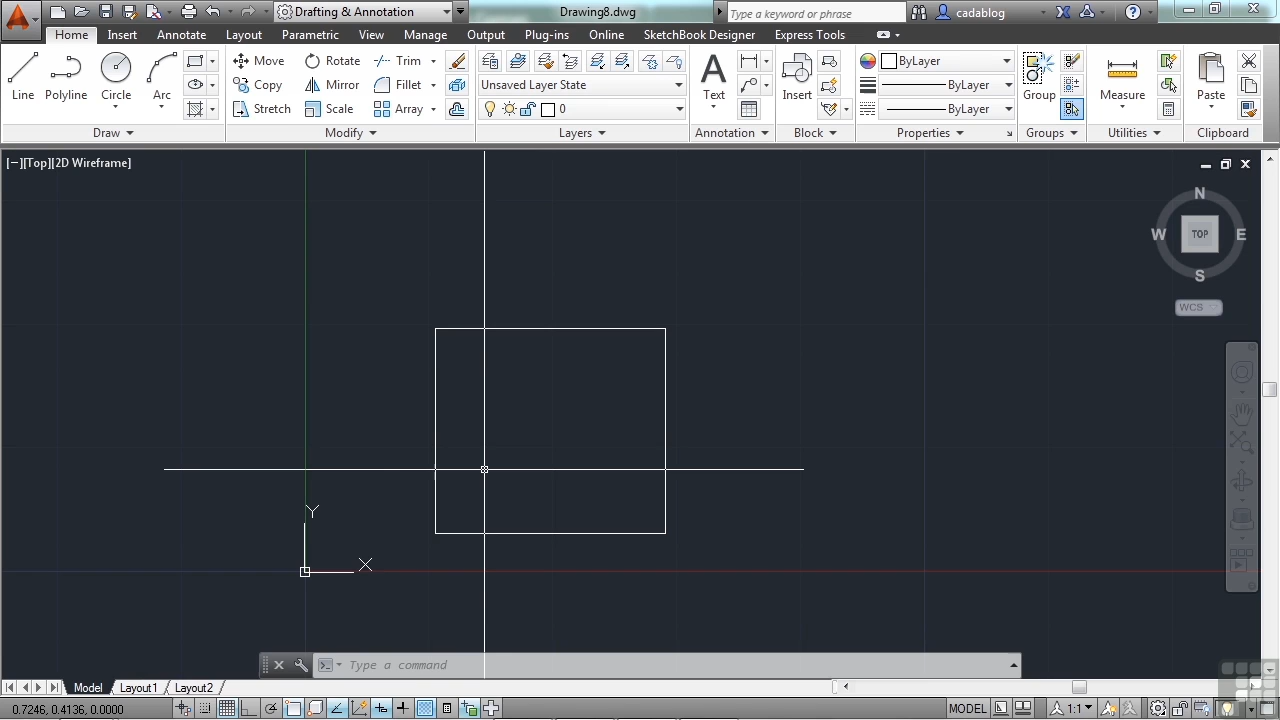 Drafting & Annotation Drawing8.dwg Type a keyword or phrase cadablog
Home Insert Annotate Layout Parametric View Manage Output Plug-ins Online SketchBook Designer Express Tools
Line Polyline Circle Arc
Move Rotate Trim
Copy Mirror Fillet
Stretch Scale Array
Unsaved Layer State
0
Text Insert
ByLayer
ByLayer
ByLayer
Group Measure Paste
Draw Modify Layers Annotation Block Properties Groups Utilities Clipboard
[−][Top][2D Wireframe]
N
W TOP E
S
WCS
Y
X
Type a command
Model Layout1 Layout2
0.7246, 0.4136, 0.0000 MODEL 1:1